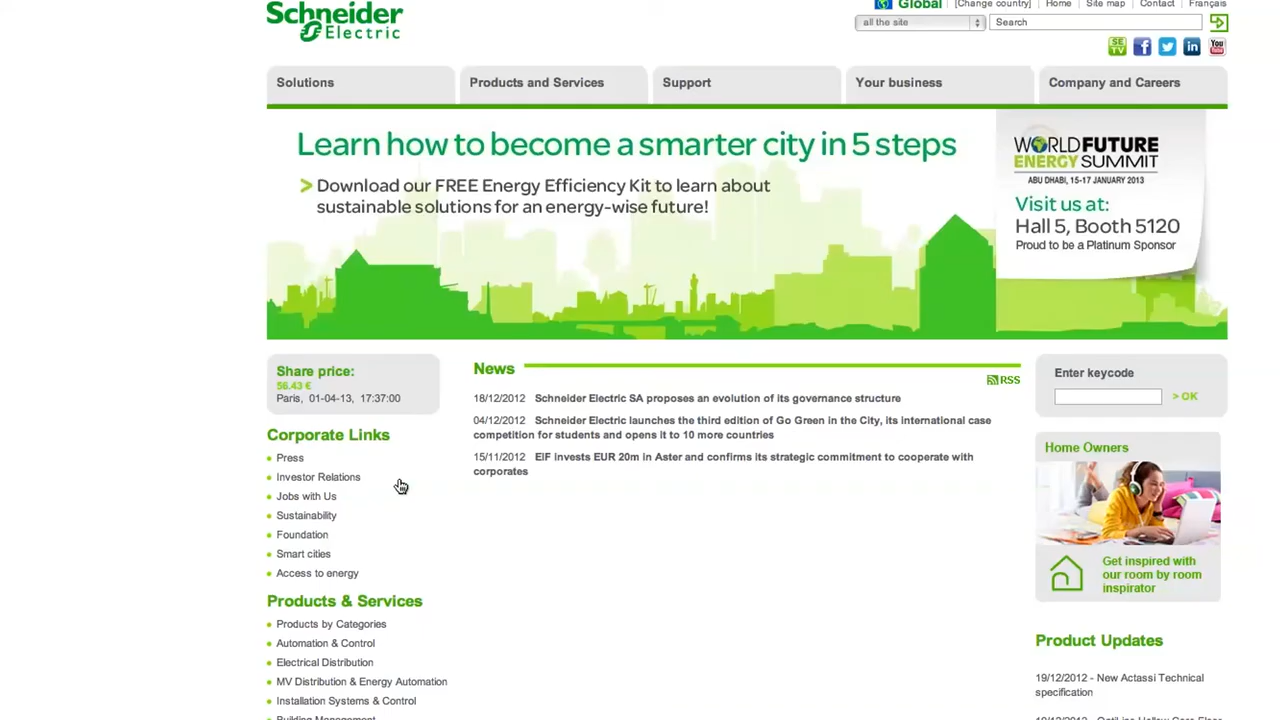 Schneider
Electric
Global [Change country] Home Site map Contact Français
all the site
Search
SE
TV
You
Tube
Solutions
Products and Services
Support
Your business
Company and Careers
Learn how to become a smarter city in 5 steps
> Download our FREE Energy Efficiency Kit to learn about
sustainable solutions for an energy-wise future!
WORLD FUTURE
ENERGY SUMMIT
ABU DHABI, 15-17 JANUARY 2013
Visit us at:
Hall 5, Booth 5120
Proud to be a Platinum Sponsor
Share price:
56.43 €
Paris, 01-04-13, 17:37:00
Corporate Links
Press
Investor Relations
Jobs with Us
Sustainability
Foundation
Smart cities
Access to energy
Products & Services
Products by Categories
Automation & Control
Electrical Distribution
MV Distribution & Energy Automation
Installation Systems & Control
Building Management
News
RSS
18/12/2012 Schneider Electric SA proposes an evolution of its governance structure
04/12/2012 Schneider Electric launches the third edition of Go Green in the City, its international case
competition for students and opens it to 10 more countries
15/11/2012 EIF invests EUR 20m in Aster and confirms its strategic commitment to cooperate with
corporates
Enter keycode
> OK
Home Owners
Get inspired with
our room by room
inspirator
Product Updates
19/12/2012 - New Actassi Technical
specification